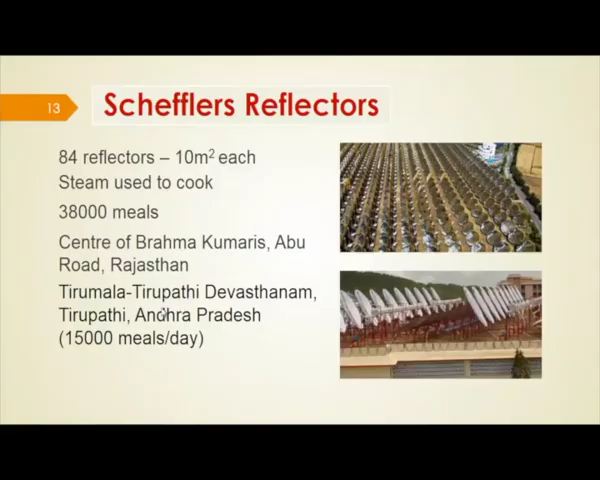 13
Schefflers Reflectors
84 reflectors – 10m² each
Steam used to cook
38000 meals
Centre of Brahma Kumaris, Abu
Road, Rajasthan
Tirumala-Tirupathi Devasthanam,
Tirupathi, Andhra Pradesh
(15000 meals/day)